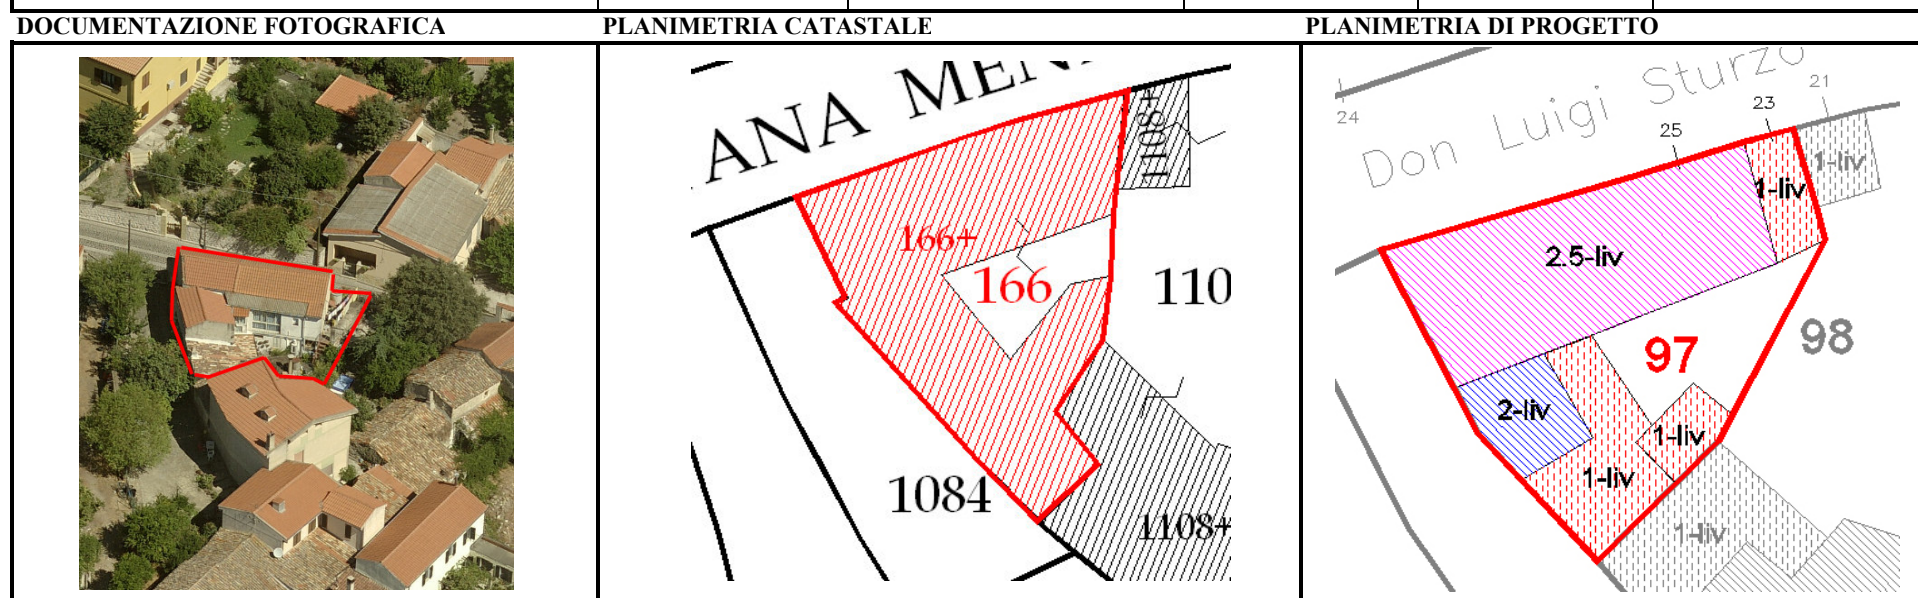 DOCUMENTAZIONE FOTOGRAFICA
PLANIMETRIA CATASTALE
PLANIMETRIA DI PROGETTO
ANA MEN
1108+
166+
166
110
1084
1108+
24
Don Luigi Sturzo
25
23
21
1-liv
1-liv
2.5-liv
97
98
2-liv
1-liv
1-liv
1-liv